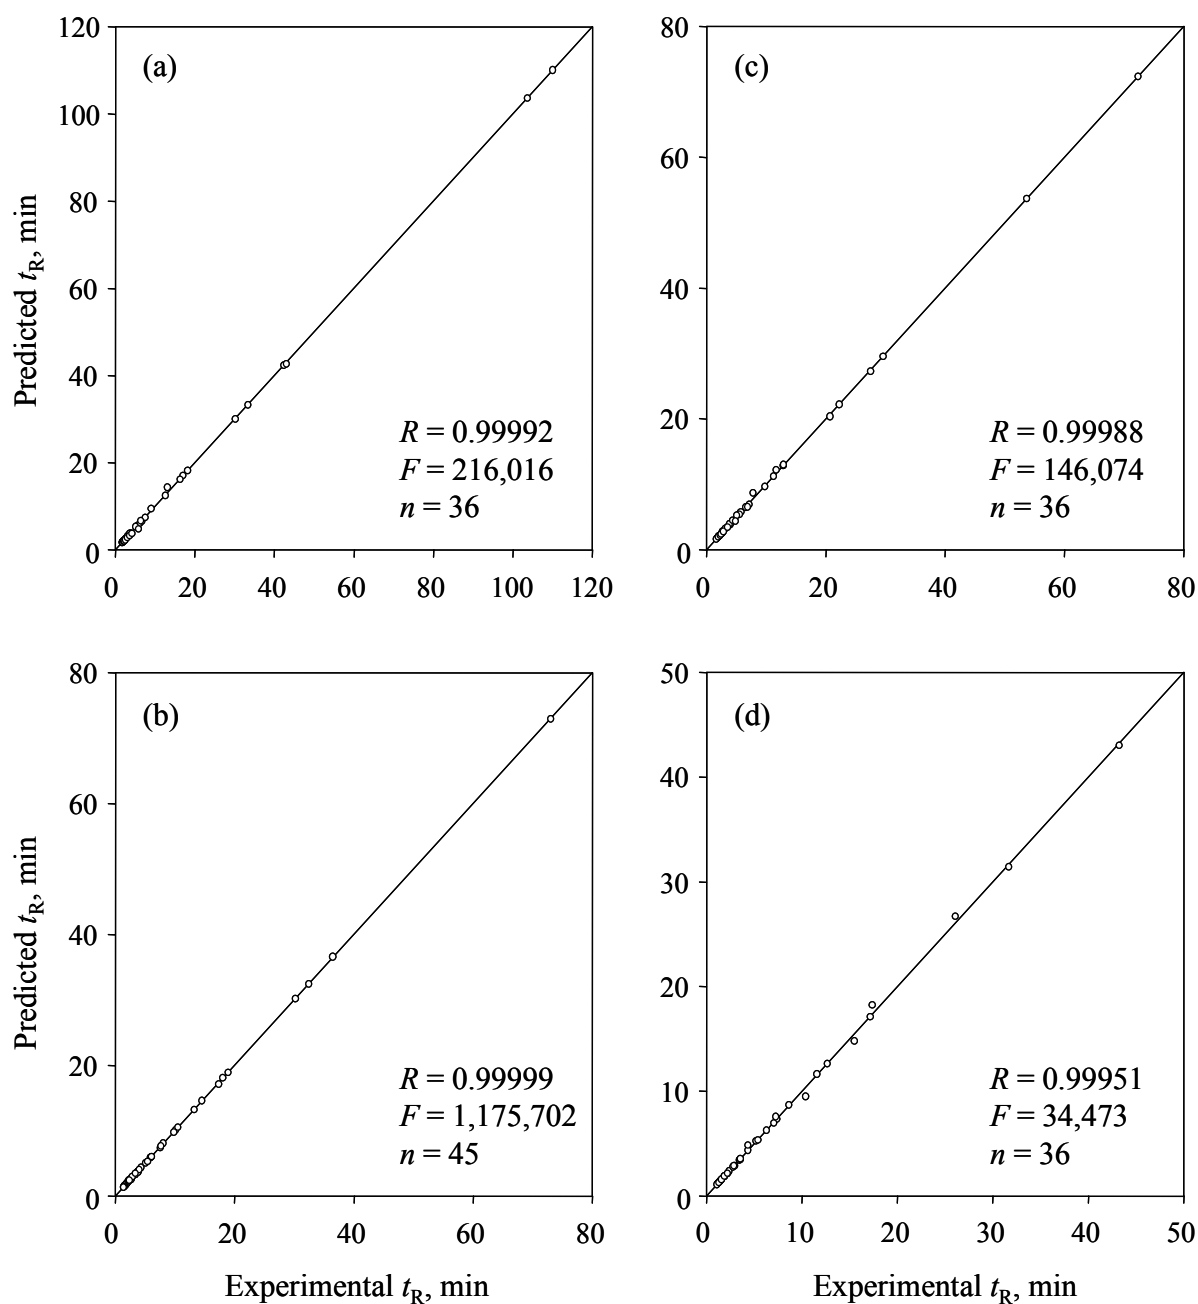 (a)
120
100
80
60
40
20
0
Predicted tR, min
R = 0.99992
F = 216,016
n = 36
0 20 40 60 80 100 120
(c)
80
60
40
20
0
R = 0.99988
F = 146,074
n = 36
0 20 40 60 80
(b)
80
60
40
20
0
Predicted tR, min
R = 0.99999
F = 1,175,702
n = 45
0 20 40 60 80
Experimental tR, min
(d)
50
40
30
20
10
0
R = 0.99951
F = 34,473
n = 36
0 10 20 30 40 50
Experimental tR, min